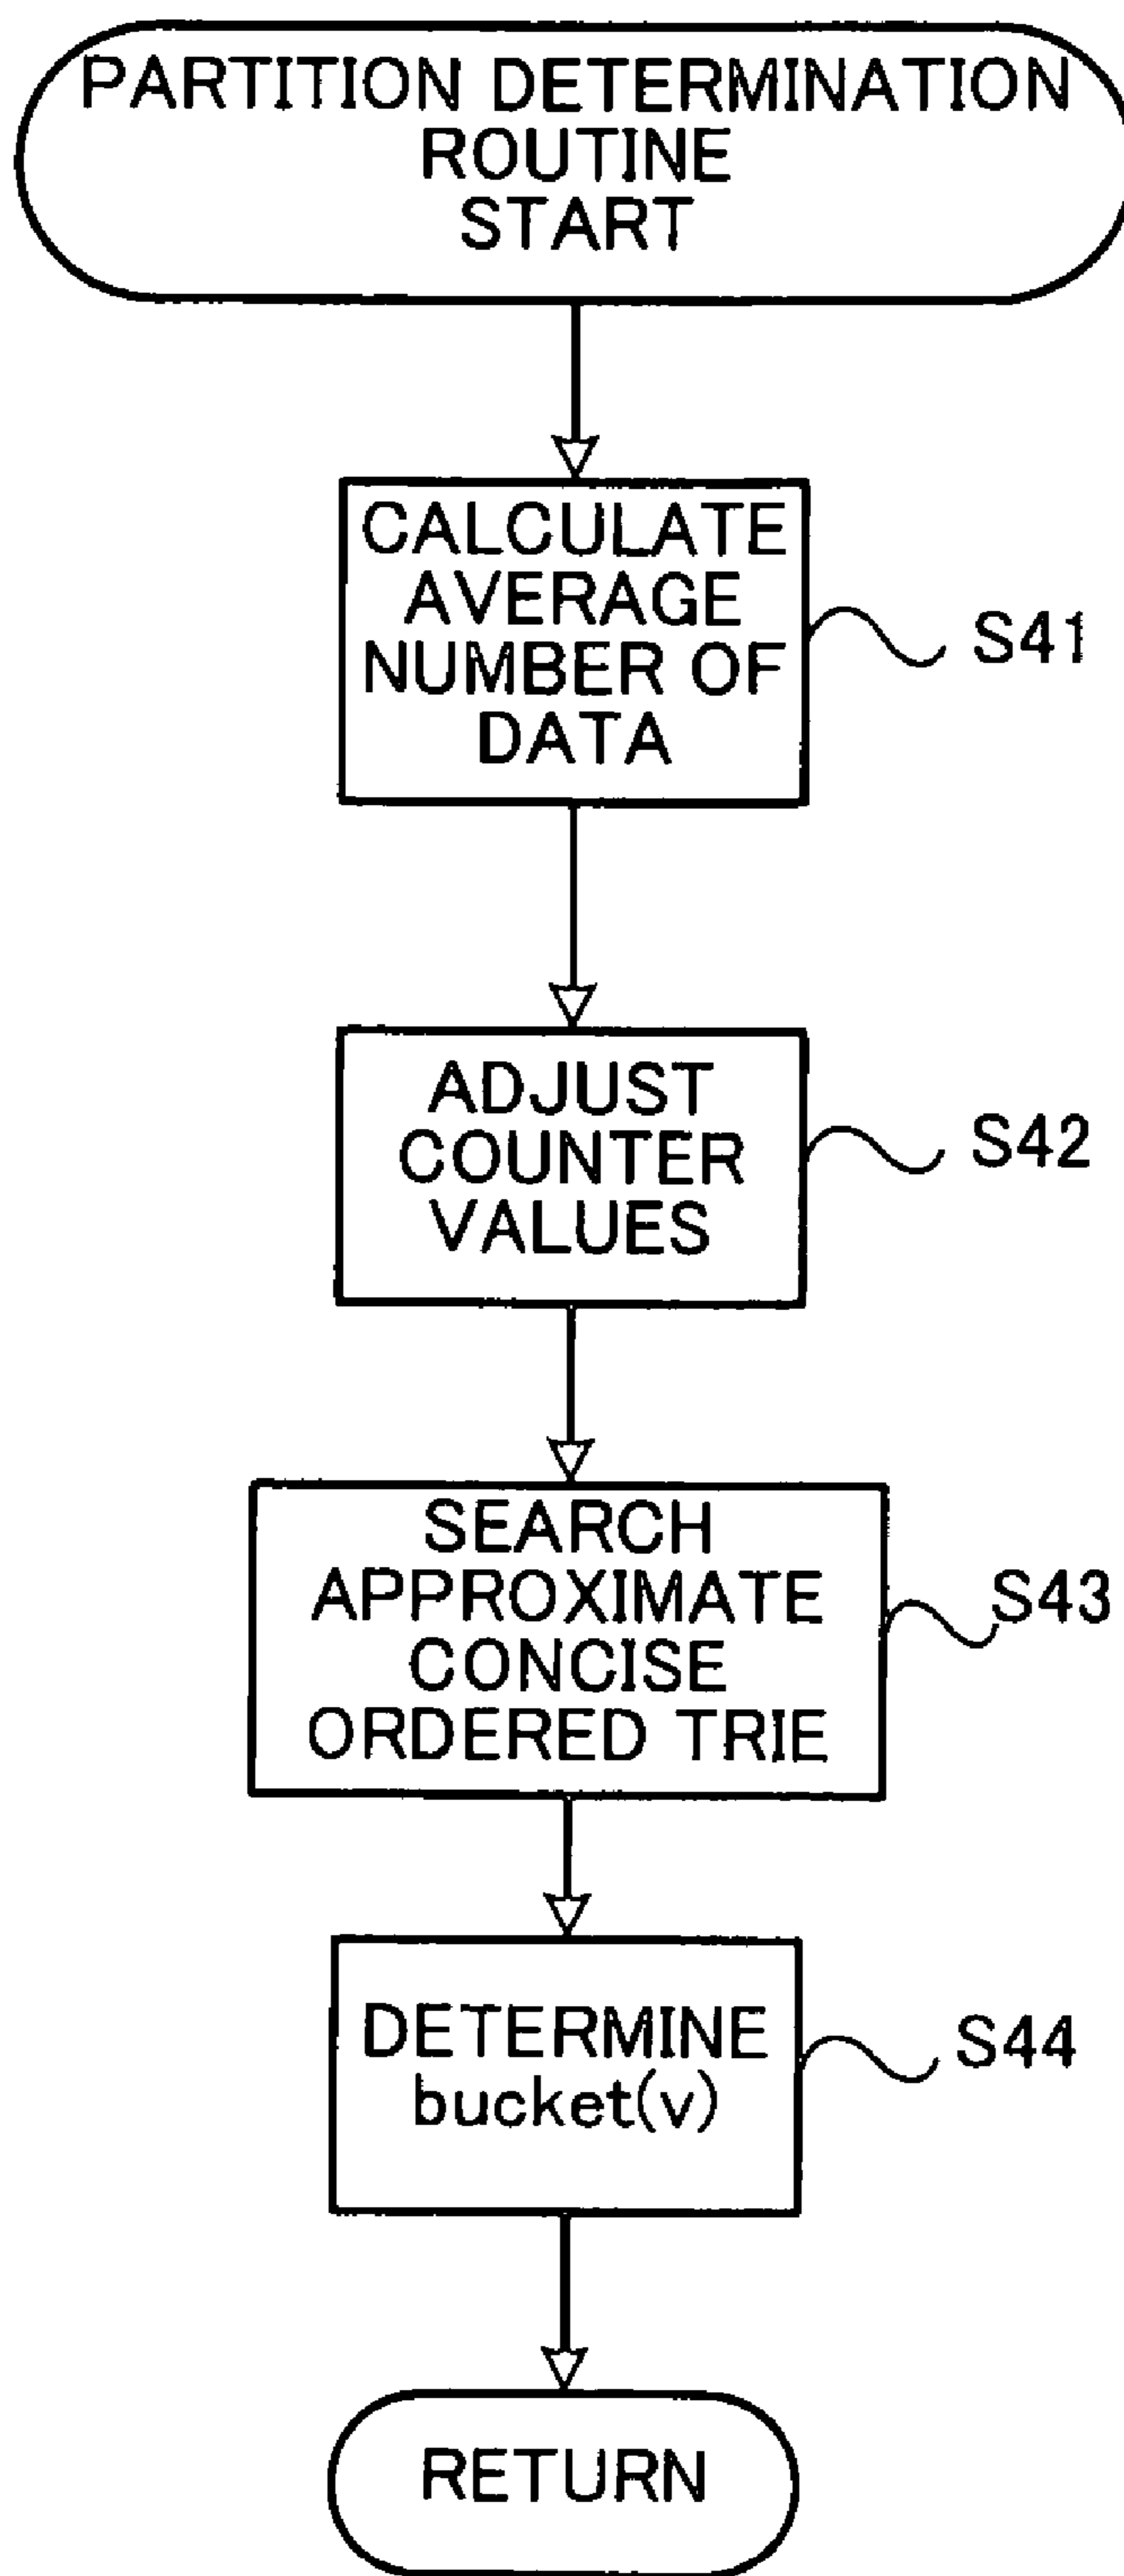 PARTITION DETERMINATION
ROUTINE
START
CALCULATE
AVERAGE
NUMBER OF
DATA
S41
ADJUST
COUNTER
VALUES
S42
SEARCH
APPROXIMATE
CONCISE
ORDERED TRIE
S43
DETERMINE
bucket(v)
S44
RETURN